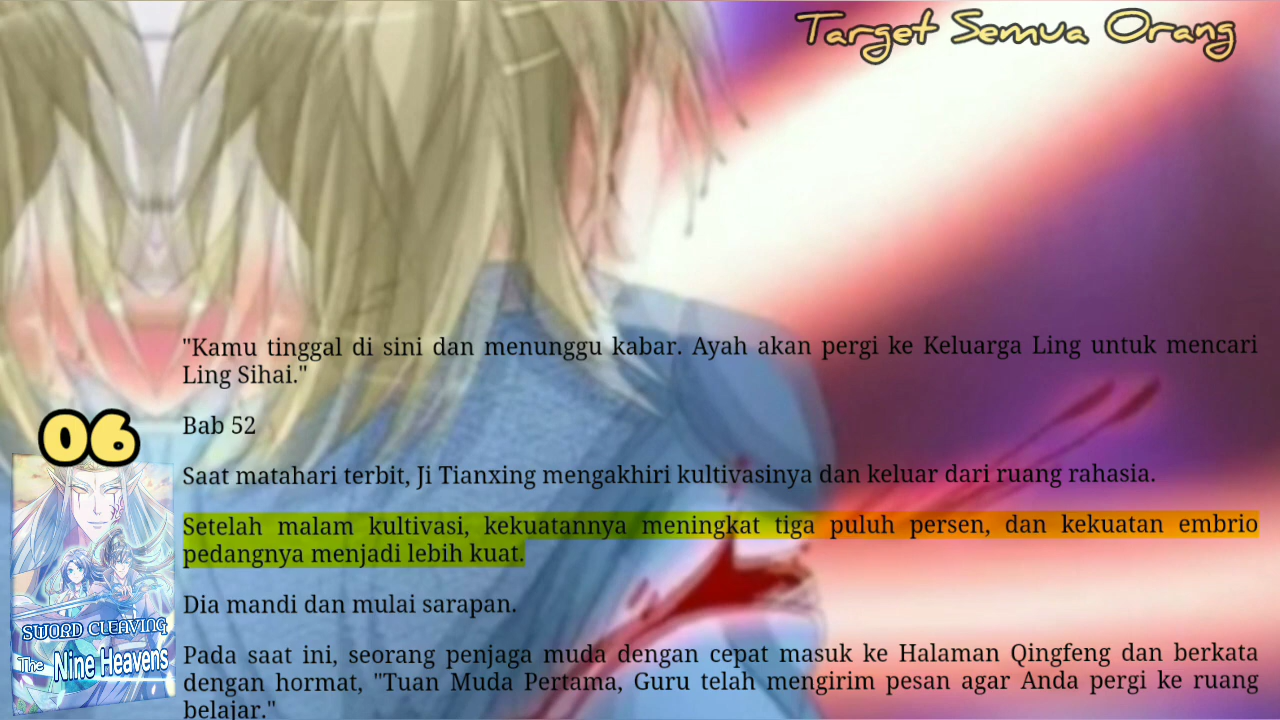 Target Semua Orang
"Kamu tinggal di sini dan menunggu kabar. Ayah akan pergi ke Keluarga Ling untuk mencari
Ling Sihai."
Bab 52
Saat matahari terbit, Ji Tianxing mengakhiri kultivasinya dan keluar dari ruang rahasia.
Setelah malam kultivasi, kekuatannya meningkat tiga puluh persen, dan kekuatan embrio
pedangnya menjadi lebih kuat.
Dia mandi dan mulai sarapan.
Pada saat ini, seorang penjaga muda dengan cepat masuk ke Halaman Qingfeng dan berkata
dengan hormat, "Tuan Muda Pertama, Guru telah mengirim pesan agar Anda pergi ke ruang
belajar."
06
SWORD CLEAVING
The Nine Heavens